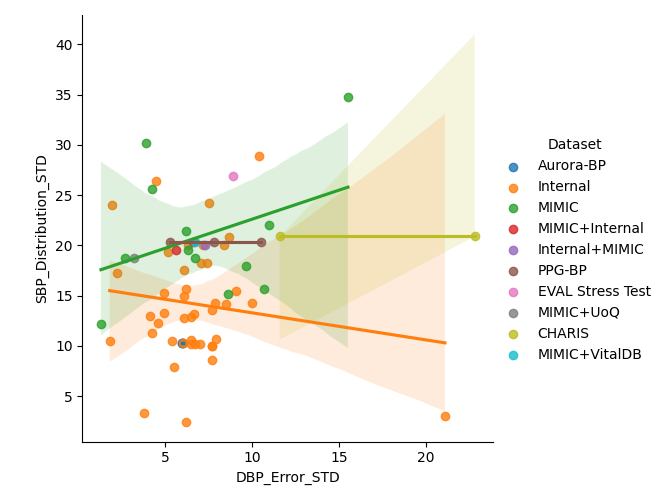 40
35
30
25
20
15
10
5
SBP_Distribution_STD
5
10
15
20
DBP_Error_STD
Dataset
Aurora-BP
Internal
MIMIC
MIMIC+Internal
Internal+MIMIC
PPG-BP
EVAL Stress Test
MIMIC+UoQ
CHARIS
MIMIC+VitalDB